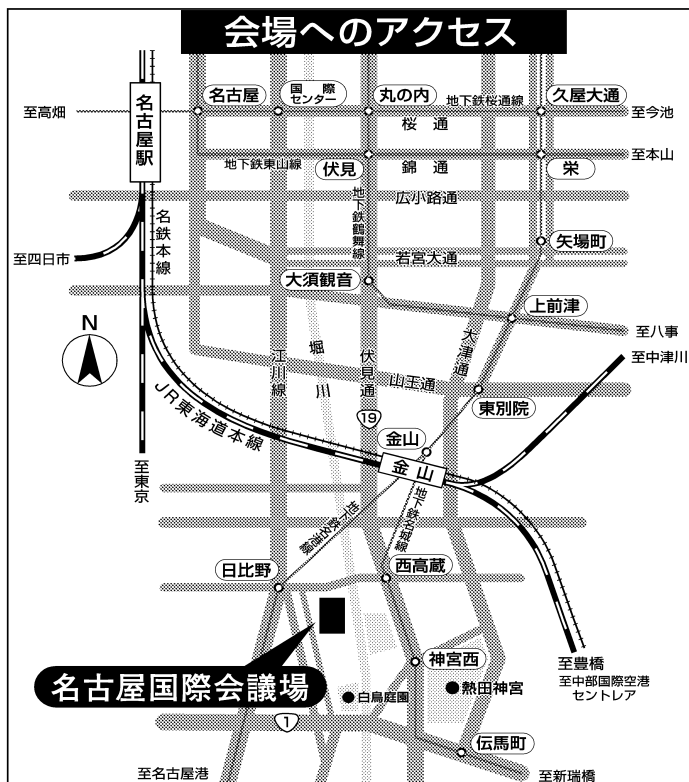 会場へのアクセス
名古屋
国際
センター
丸の内
地下鉄桜通線
久屋大通
至高畑
名古屋駅
桜通
至今池
地下鉄東山線
伏見
錦通
栄
至本山
広小路通
名鉄本線
地下鉄鶴舞線
矢場町
至四日市
若宮大通
大須観音
上前津
至八事
N
堀川
大津通
至中津川
江川線
伏見通
山王通
東別院
19
JR東海道本線
金山
金山
至東京
地下鉄名港線
地下鉄名城線
日比野
西高蔵
神宮西
至豊橋
至中部国際空港
セントレア
名古屋国際会議場
白鳥庭園
熱田神宮
1
伝馬町
至名古屋港
至新瑞橋